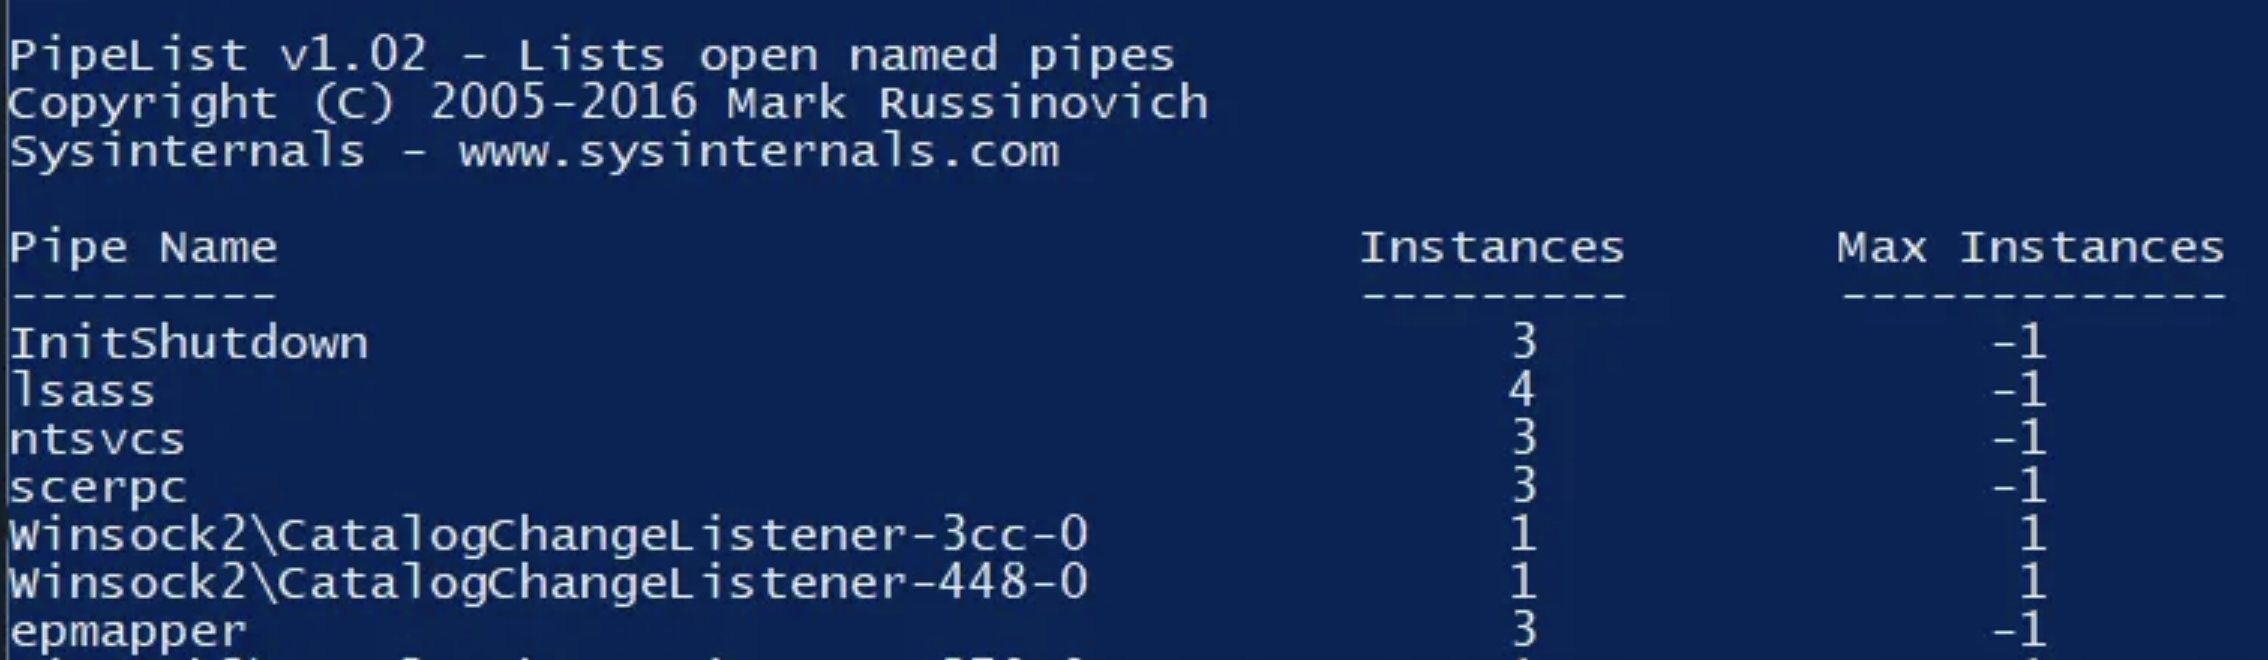 PipeList v1.02 - Lists open named pipes
Copyright (C) 2005-2016 Mark Russinovich
Sysinternals - www.sysinternals.com
Pipe Name Instances Max Instances
--------- --------- -------------
InitShutdown 3 -1
lsass 4 -1
ntsvcs 3 -1
scerpc 3 -1
Winsock2\CatalogChangeListener-3cc-0 1 1
Winsock2\CatalogChangeListener-448-0 1 1
epmapper 3 -1